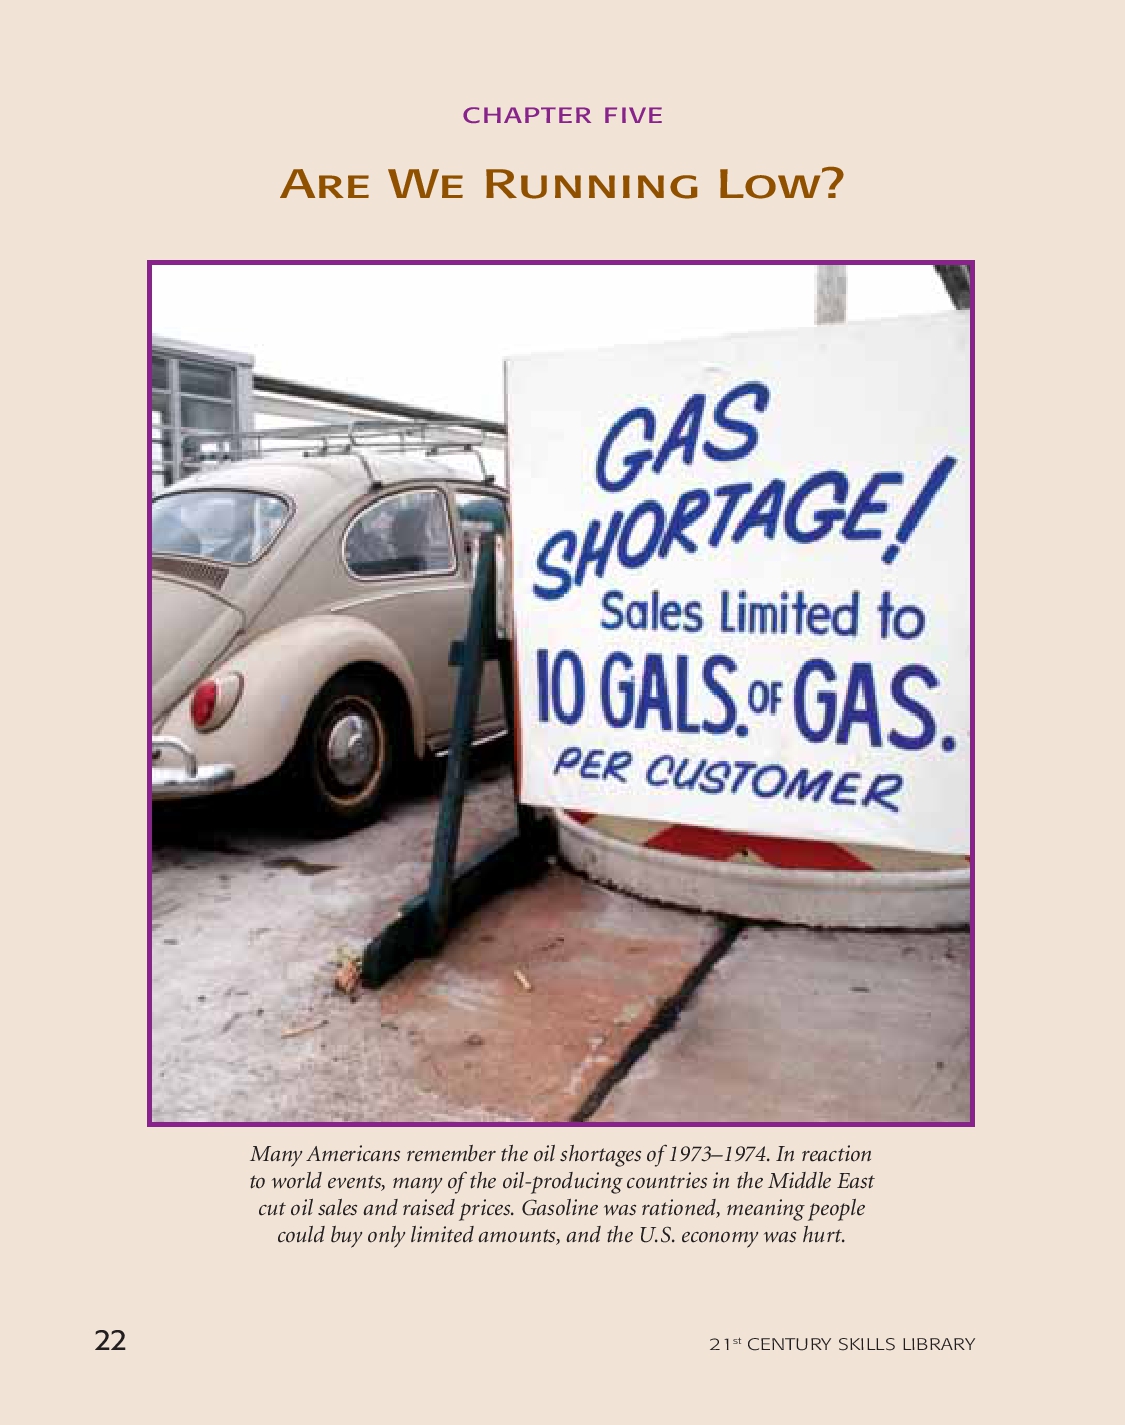 CHAPTER FIVE
ARE WE RUNNING LOW?
GAS
SHORTAGE!
Sales Limited to
10 GALS. OF GAS.
PER CUSTOMER
Many Americans remember the oil shortages of 1973–1974. In reaction
to world events, many of the oil-producing countries in the Middle East
cut oil sales and raised prices. Gasoline was rationed, meaning people
could buy only limited amounts, and the U.S. economy was hurt.
22
21st CENTURY SKILLS LIBRARY